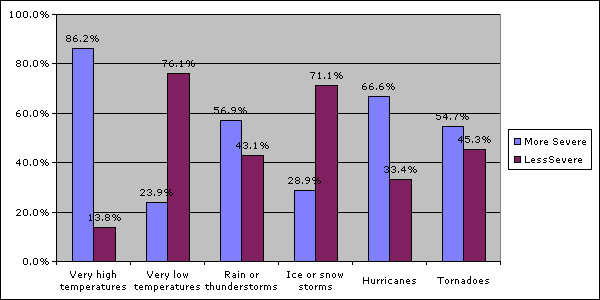 100.0%
80.0%
60.0%
40.0%
20.0%
0.0%
86.2%
13.8%
23.9%
76.1%
56.9%
43.1%
28.9%
71.1%
66.6%
33.4%
54.7%
45.3%
Very high
temperatures
Very low
temperatures
Rain or
thunderstorms
Ice or snow
storms
Hurricanes
Tornadoes
More Severe
LessSevere